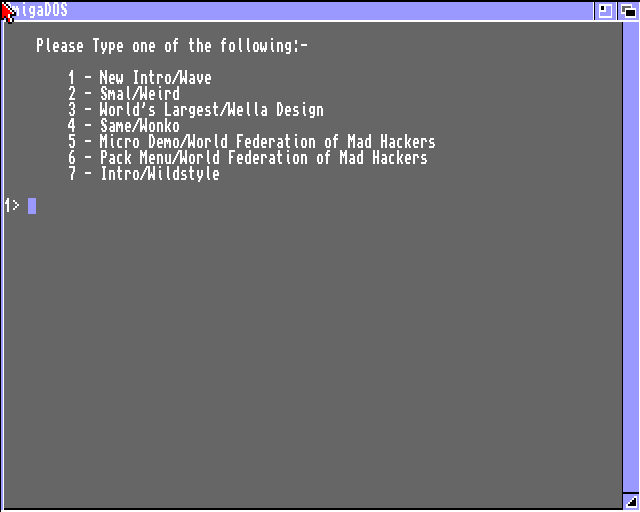 migaDOS
Please Type one of the following:-
1 - New Intro/Wave
2 - Smal/Weird
3 - World's Largest/Wella Design
4 - Same/Wonko
5 - Micro Demo/World Federation of Mad Hackers
6 - Pack Menu/World Federation of Mad Hackers
7 - Intro/Wildstyle
1>